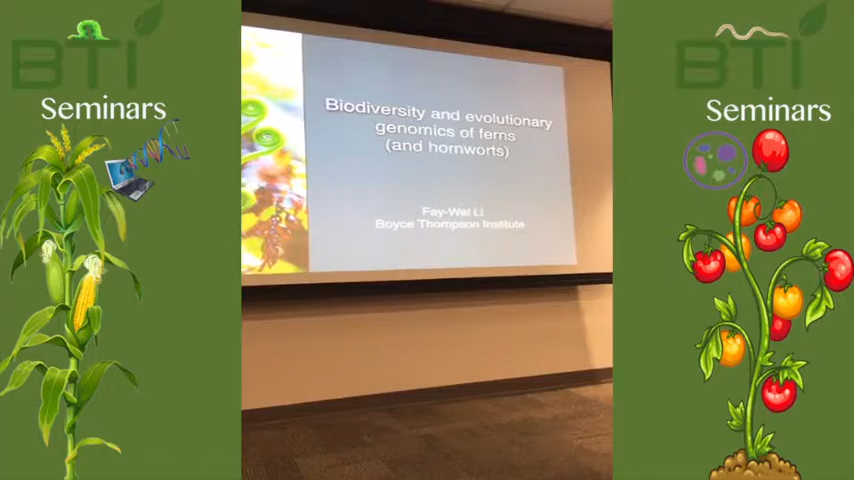 BTI
Seminars
Biodiversity and evolutionary
genomics of ferns
(and hornworts)
Fay-Wei Li
Boyce Thompson Institute
BTI
Seminars